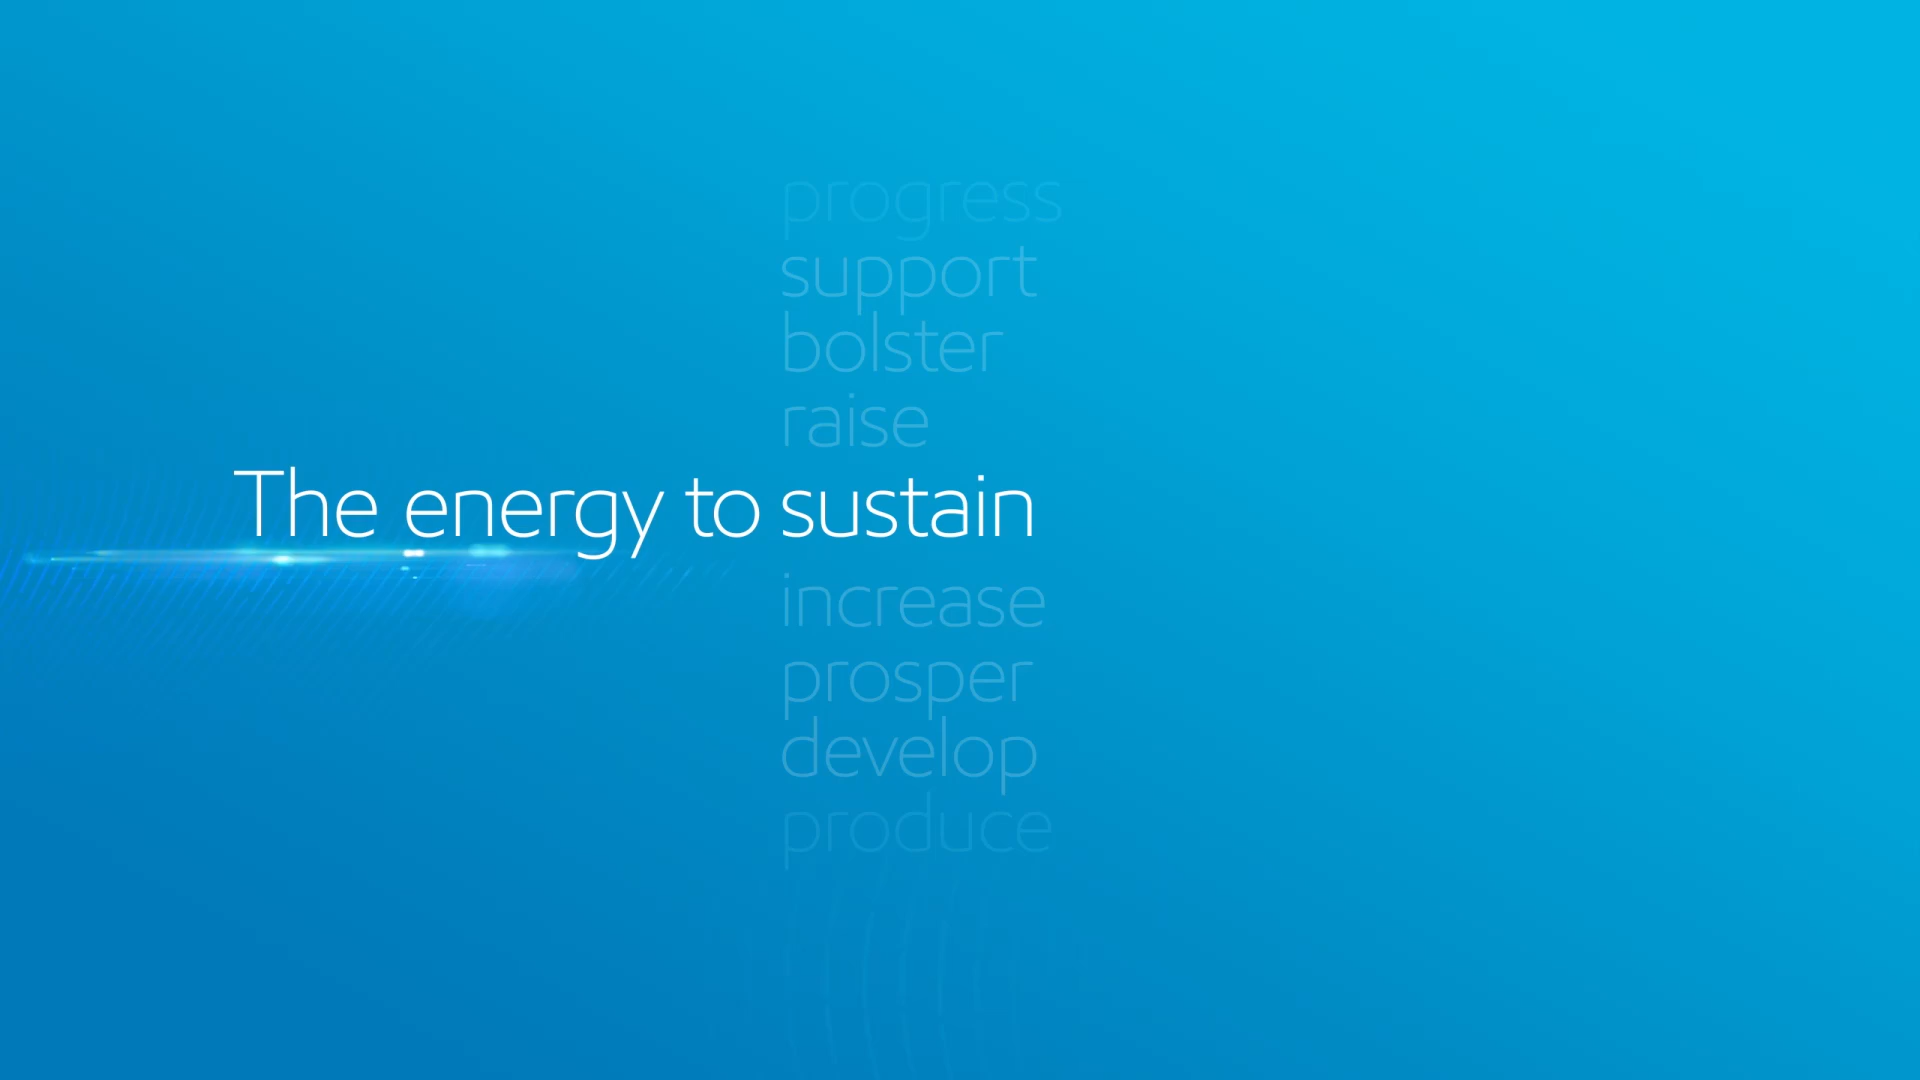 progress
support
bolster
raise
The energy to sustain
increase
prosper
develop
produce